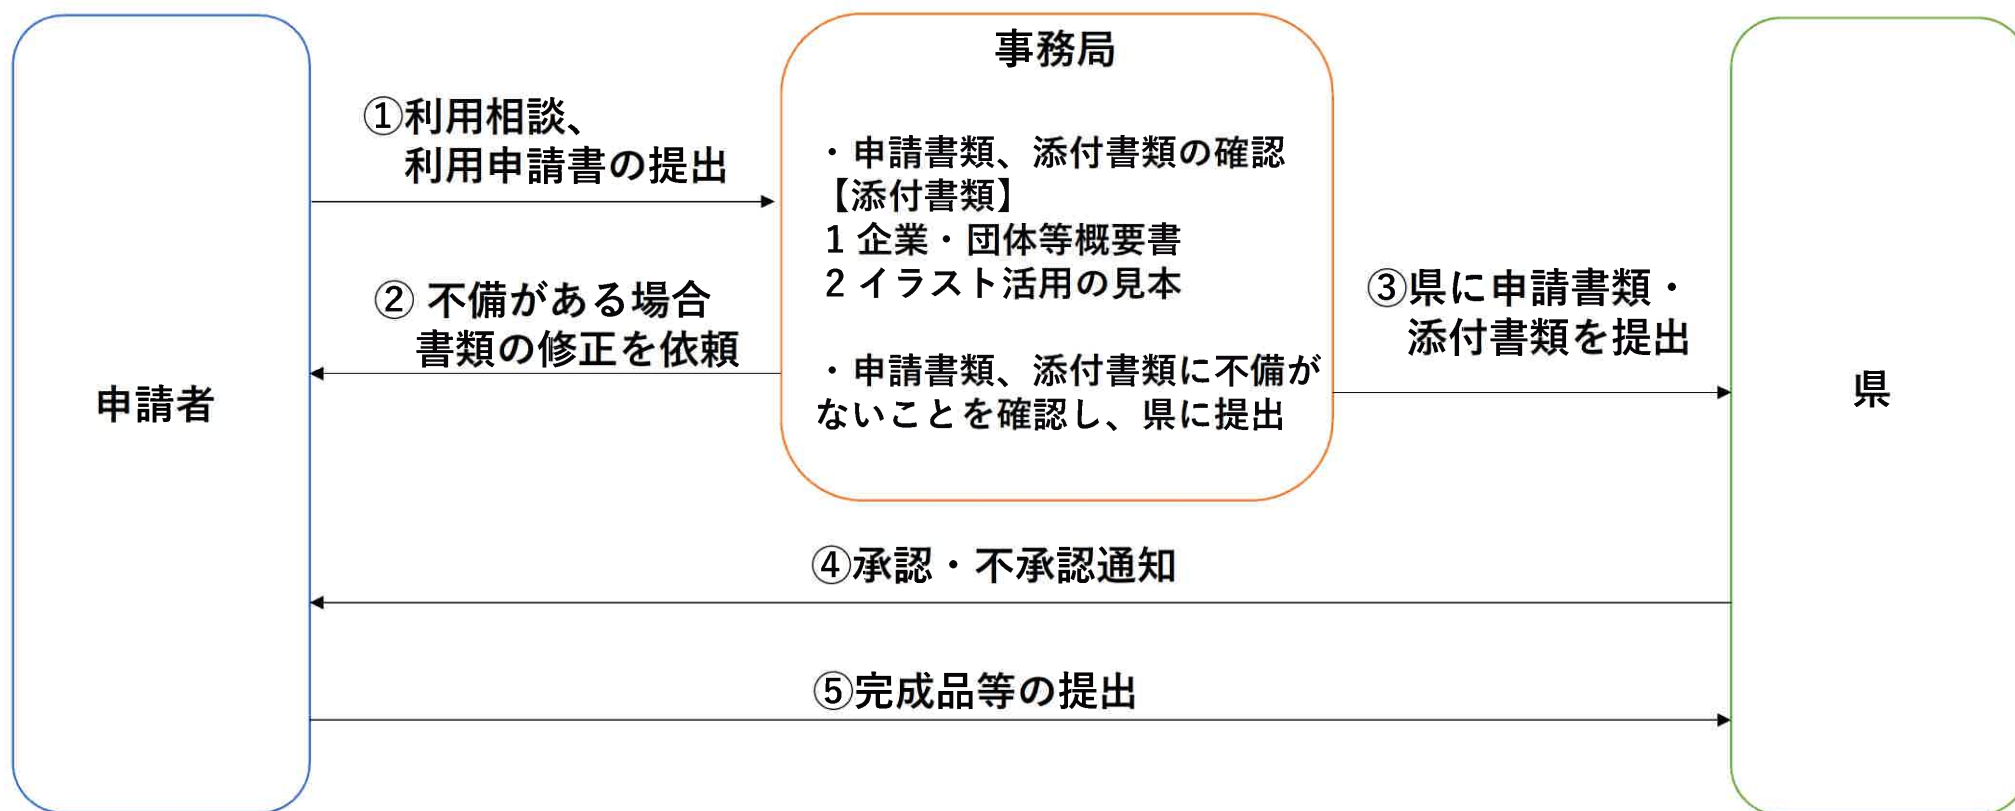 申請者
①利用相談、
利用申請書の提出
② 不備がある場合
書類の修正を依頼
事務局
・申請書類、添付書類の確認
【添付書類】
1 企業・団体等概要書
2 イラスト活用の見本
・申請書類、添付書類に不備が
ないことを確認し、県に提出
③県に申請書類・
添付書類を提出
県
④承認・不承認通知
⑤完成品等の提出